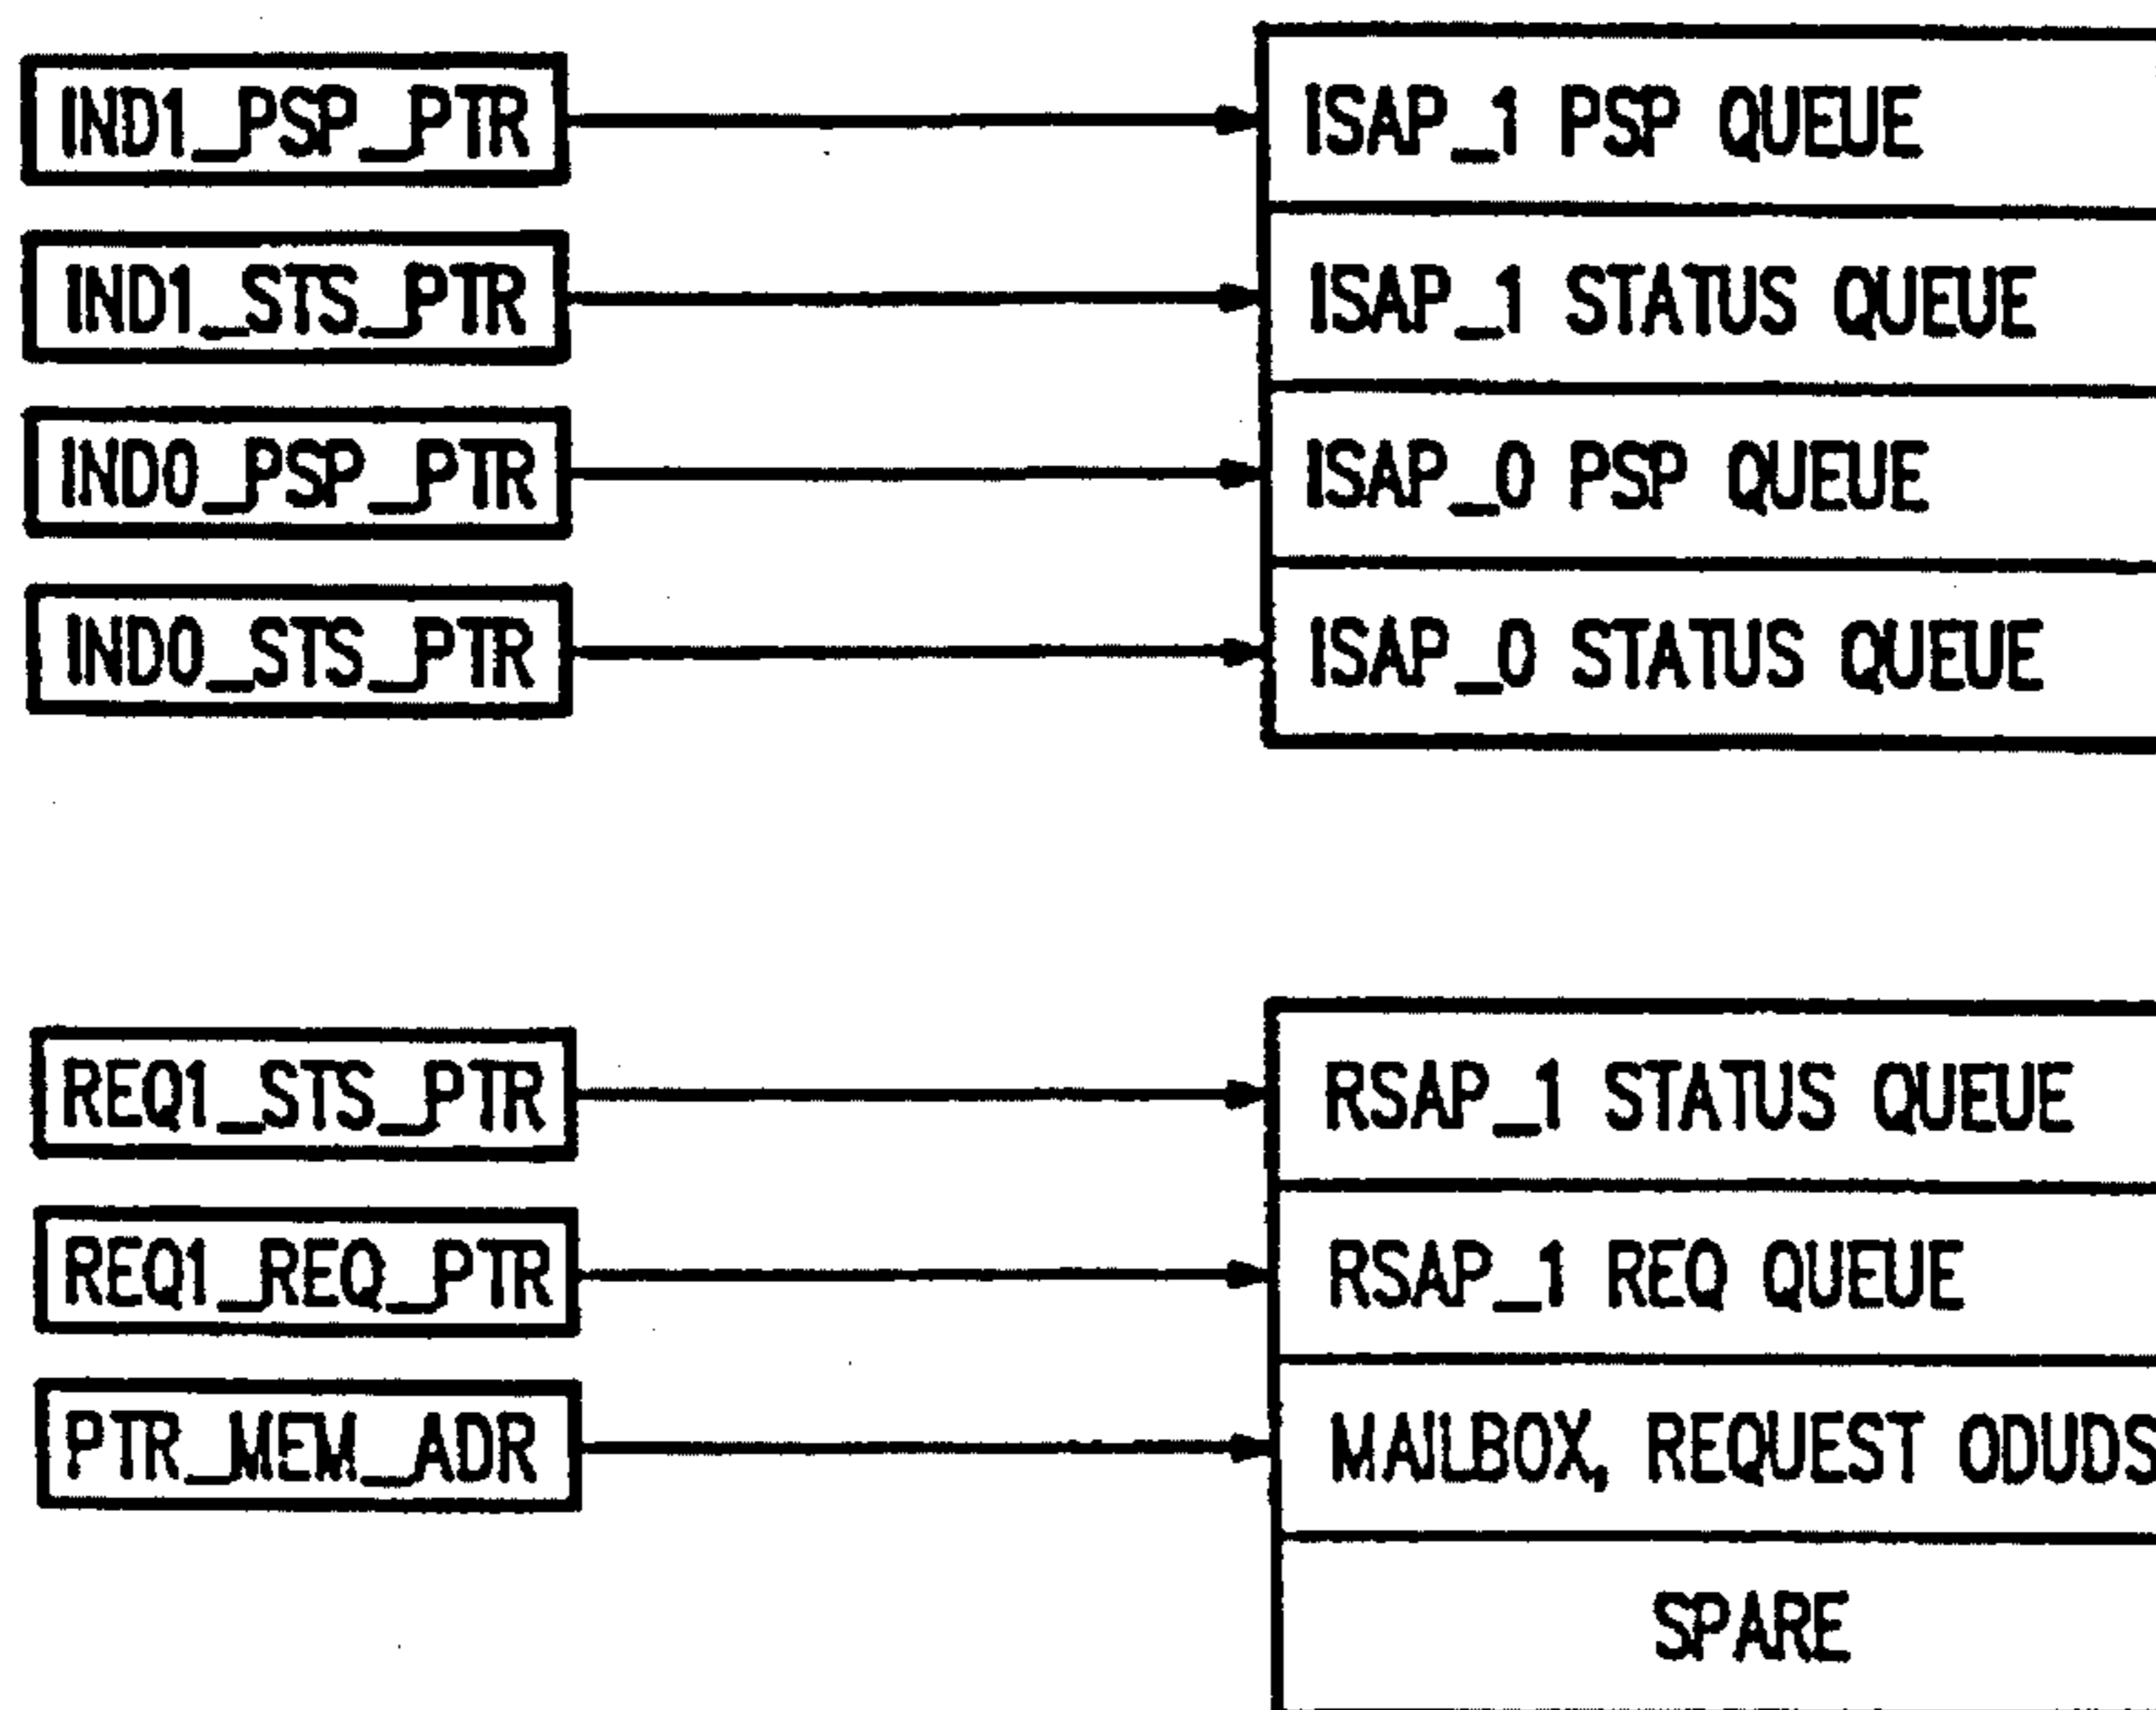 IND1_PSP_PTR ISAP_1 PSP QUEUE
IND1_STS_PTR ISAP_1 STATUS QUEUE
IND0_PSP_PTR ISAP_0 PSP QUEUE
IND0_STS_PTR ISAP_0 STATUS QUEUE
REQ1_STS_PTR RSAP_1 STATUS QUEUE
REQ1_REQ_PTR RSAP_1 REQ QUEUE
PTR_MEM_ADR MAILBOX, REQUEST ODUDS
SPARE